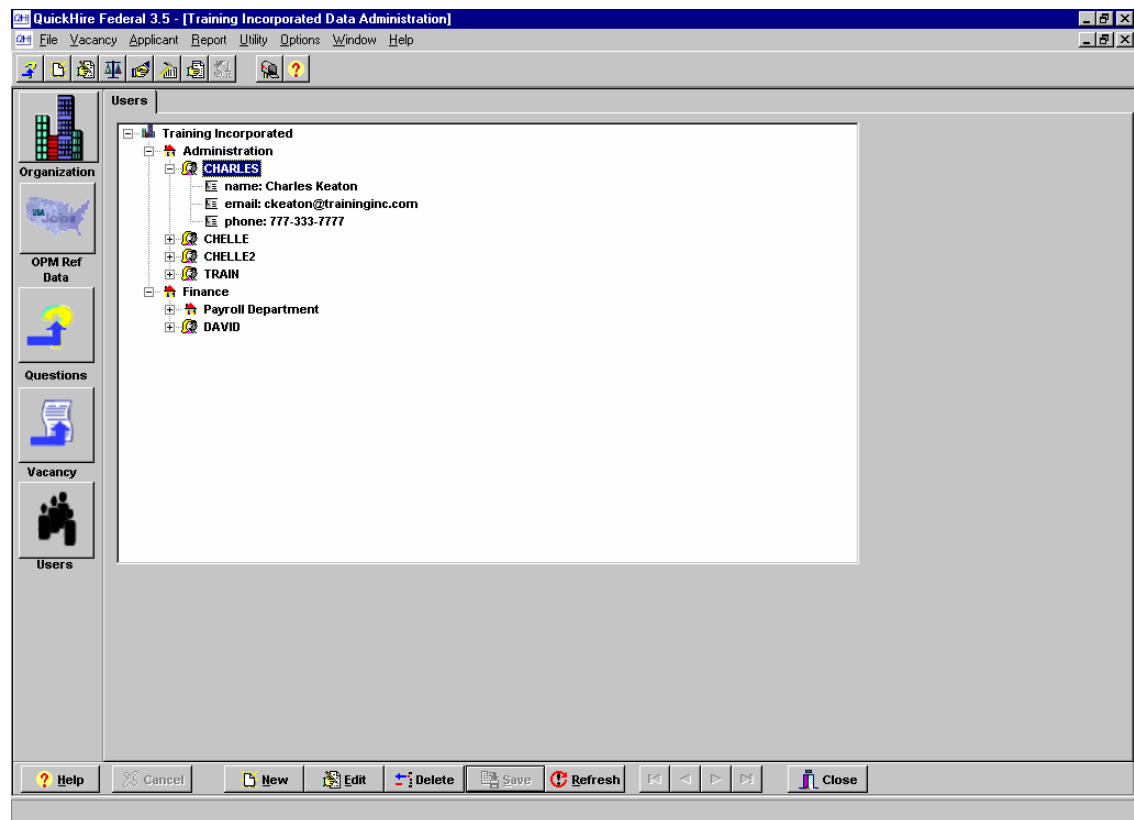 QuickHire Federal 3.5 - [Training Incorporated Data Administration]
File Vacancy Applicant Report Utility Options Window Help
Users
Organization
OPM Ref
Data
Questions
Vacancy
Users
Training Incorporated
Administration
CHARLES
name: Charles Keaton
email: ckeaton@traininginc.com
phone: 777-333-7777
CHELLE
CHELLE2
TRAIN
Finance
Payroll Department
DAVID
Help Cancel New Edit Delete Save Refresh Close